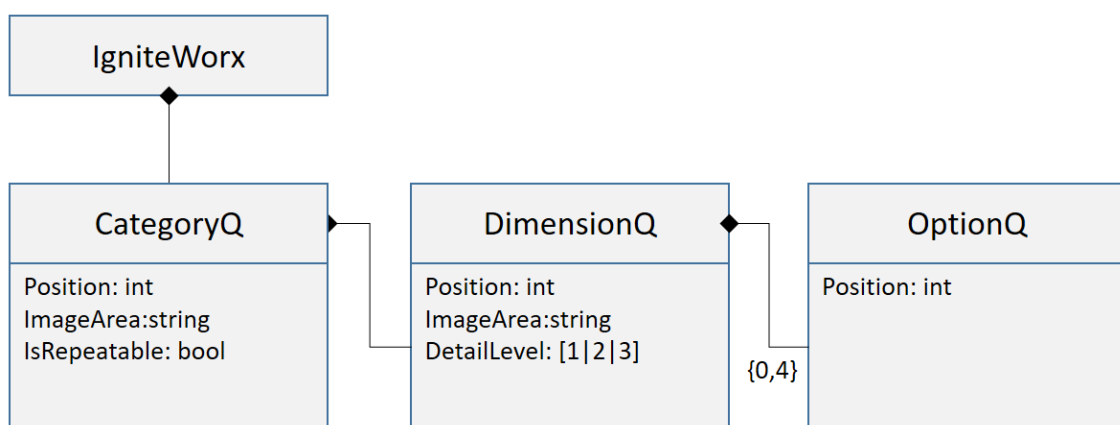 IgniteWorx
CategoryQ
Position: int
ImageArea:string
IsRepeatable: bool
DimensionQ
Position: int
ImageArea:string
DetailLevel: [1|2|3]
{0,4}
OptionQ
Position: int